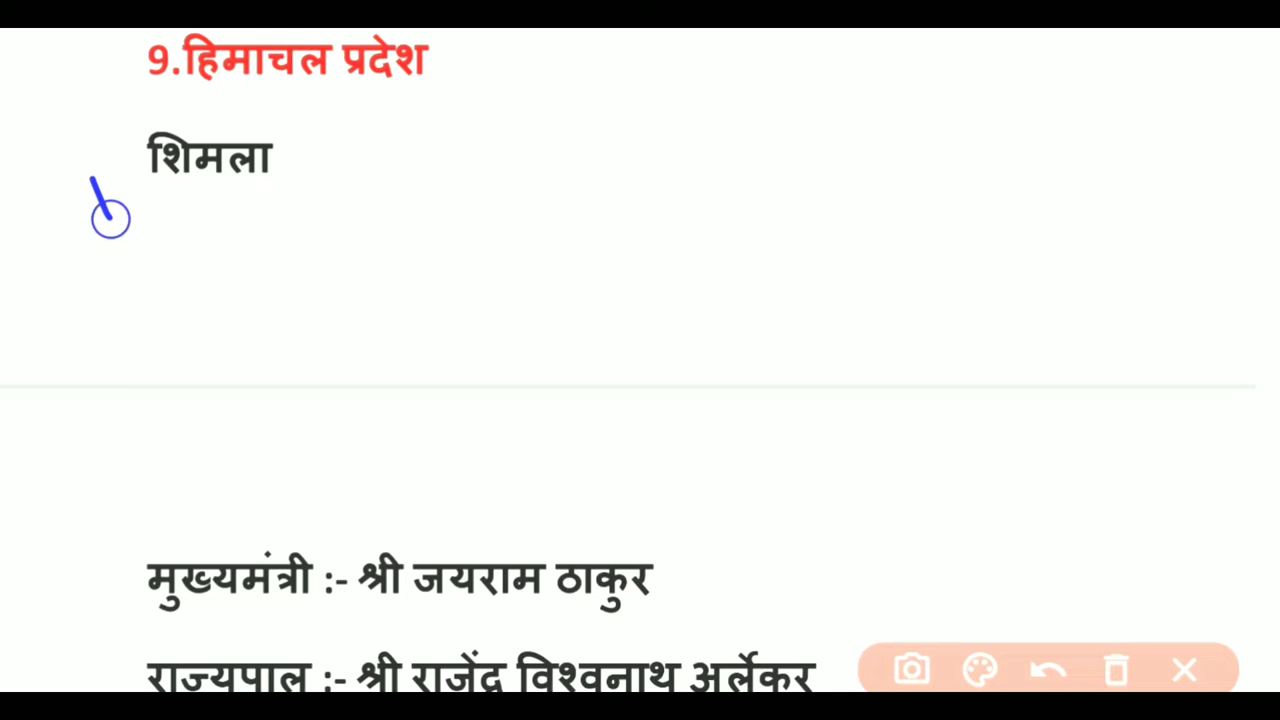 9.हिमाचल प्रदेश
शिमला
मुख्यमंत्री :- श्री जयराम ठाकुर
राज्यपाल :- श्री राजेंद्र विश्वनाथ अर्लेकर